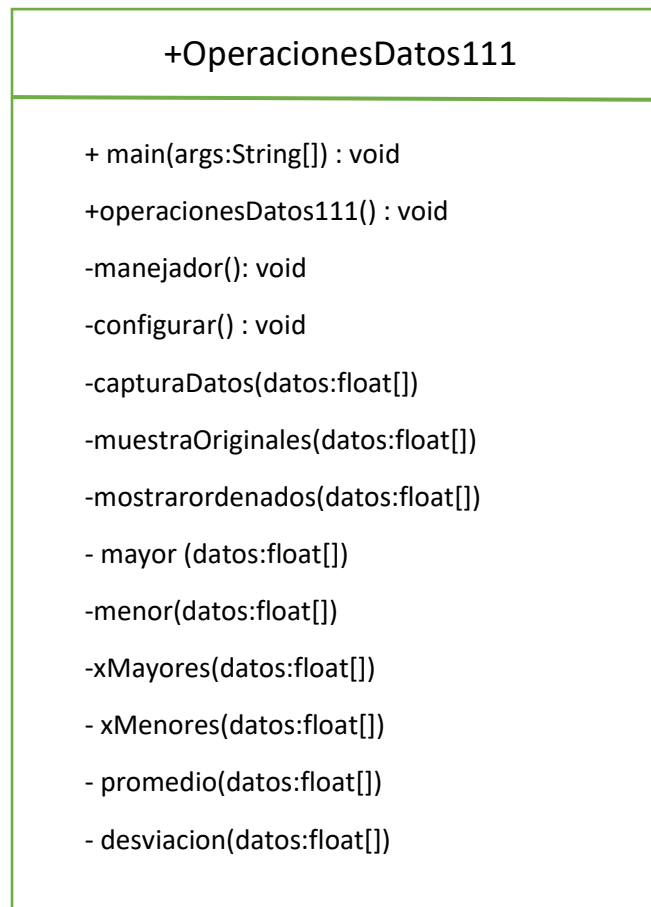 +OperacionesDatos111
+ main(args:String[]) : void
+operacionesDatos111() : void
-manejador(): void
-configurar() : void
-capturaDatos(datos:float[])
-muestraOriginales(datos:float[])
-mostrarordenados(datos:float[])
- mayor (datos:float[])
-menor(datos:float[])
-xMayores(datos:float[])
- xMenores(datos:float[])
- promedio(datos:float[])
- desviacion(datos:float[])